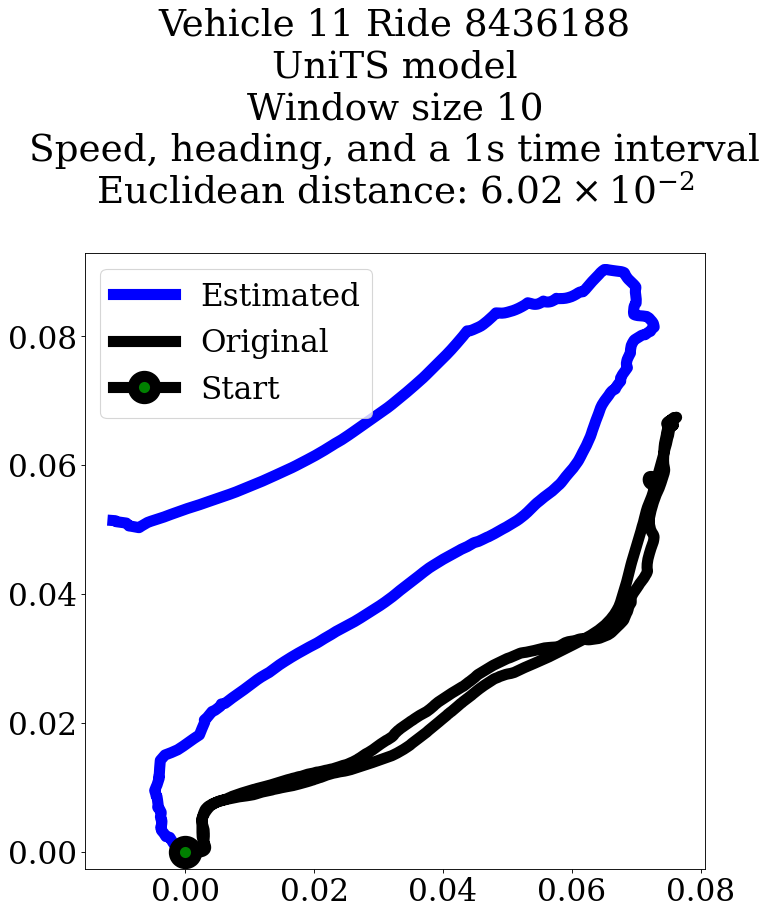 Vehicle 11 Ride 8436188
UniTS model
Window size 10
Speed, heading, and a 1s time interval
Euclidean distance: 6.02 × 10⁻²
Estimated
Original
Start
0.08
0.06
0.04
0.02
0.00
0.00 0.02 0.04 0.06 0.08